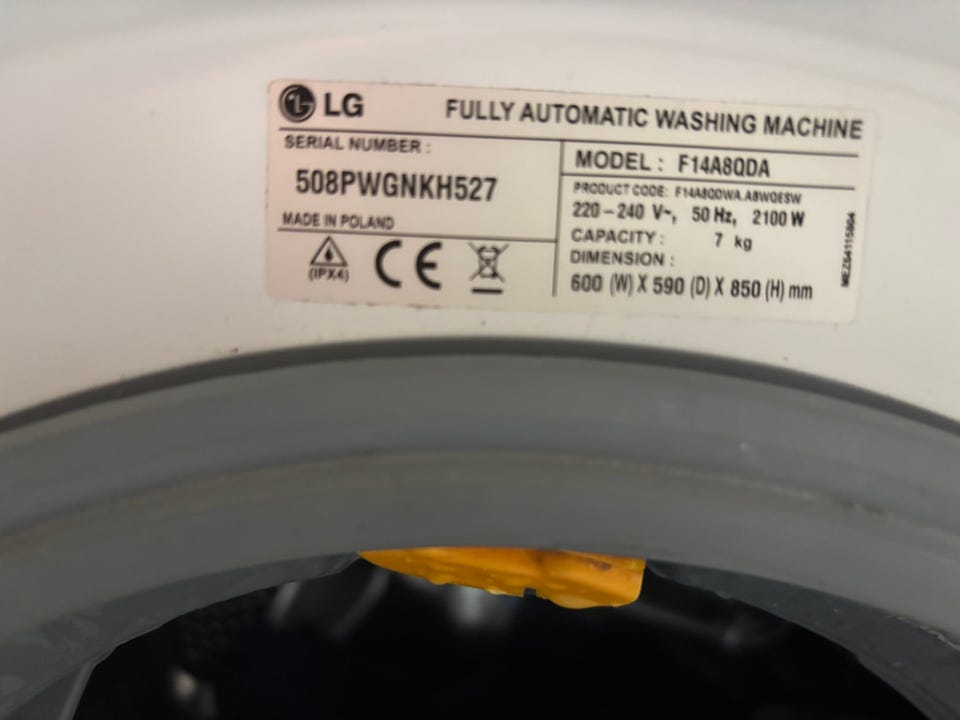 LG FULLY AUTOMATIC WASHING MACHINE
SERIAL NUMBER :
508PWGNKH527
MADE IN POLAND
(IPX4) CE
MODEL : F14A8QDA
PRODUCT CODE: F14A8QDWA.ABWQESW
220-240 V~, 50 Hz, 2100 W
CAPACITY : 7 kg
DIMENSION :
600 (W) X 590 (D) X 850 (H) mm
MEZ64115804